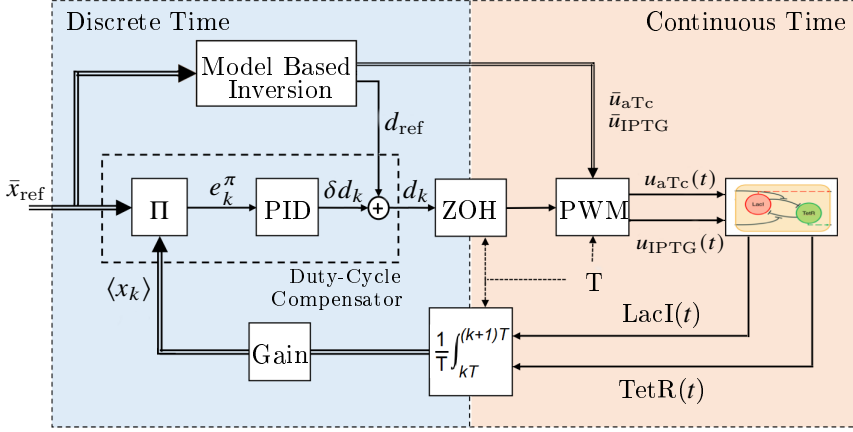 Discrete Time
Continuous Time
Model Based
Inversion
ū_aTc
ū_IPTG
d_ref
x̄_ref
Π
e_k^π
PID
δd_k
+
d_k
ZOH
PWM
u_aTc(t)
u_IPTG(t)
LacI
TetR
Duty-Cycle
Compensator
T
⟨x_k⟩
Gain
1/T ∫_{kT}^{(k+1)T}
LacI(t)
TetR(t)